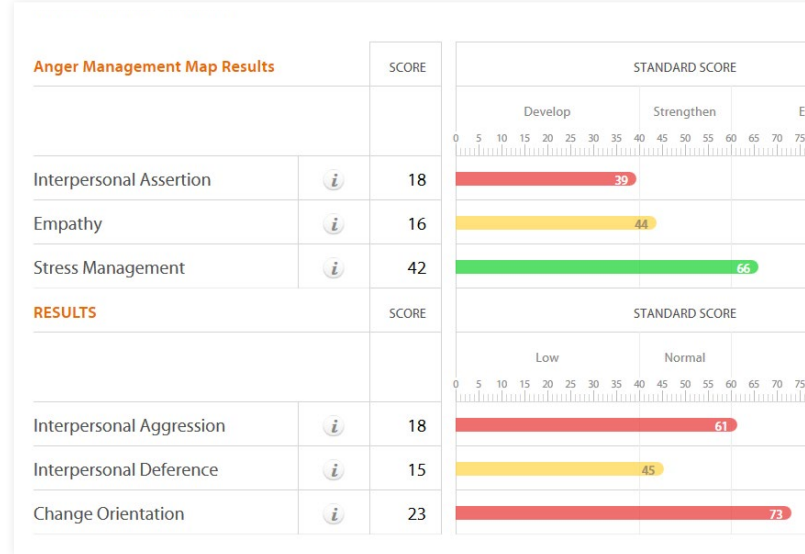 Anger Management Map Results SCORE STANDARD SCORE
Develop Strengthen E
0 5 10 15 20 25 30 35 40 45 50 55 60 65 70 75
Interpersonal Assertion i 18 39
Empathy i 16 44
Stress Management i 42 66
RESULTS SCORE STANDARD SCORE
Low Normal
0 5 10 15 20 25 30 35 40 45 50 55 60 65 70 75
Interpersonal Aggression i 18 61
Interpersonal Deference i 15 45
Change Orientation i 23 73